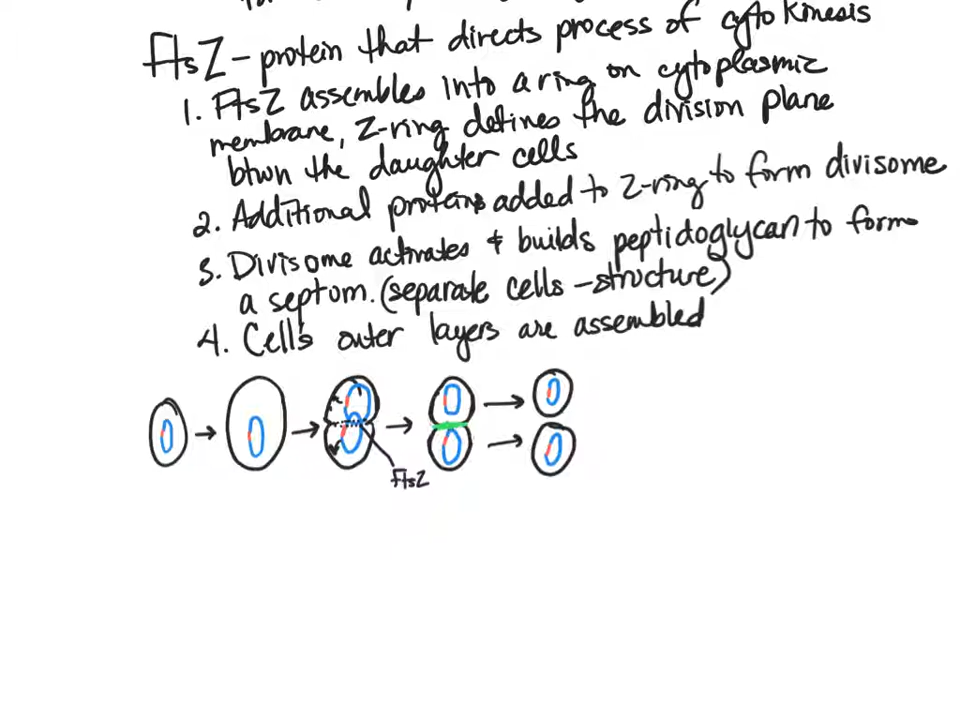 FtsZ - protein that directs process of cytokinesis
1. FtsZ assembles into a ring on cytoplasmic
membrane, Z-ring defines the division plane
btwn the daughter cells
2. Additional proteins added to Z-ring to form divisome
3. Divisome activates & builds peptidoglycan to form
a septum. (separate cells - structure)
4. Cell's outer layers are assembled
FtsZ